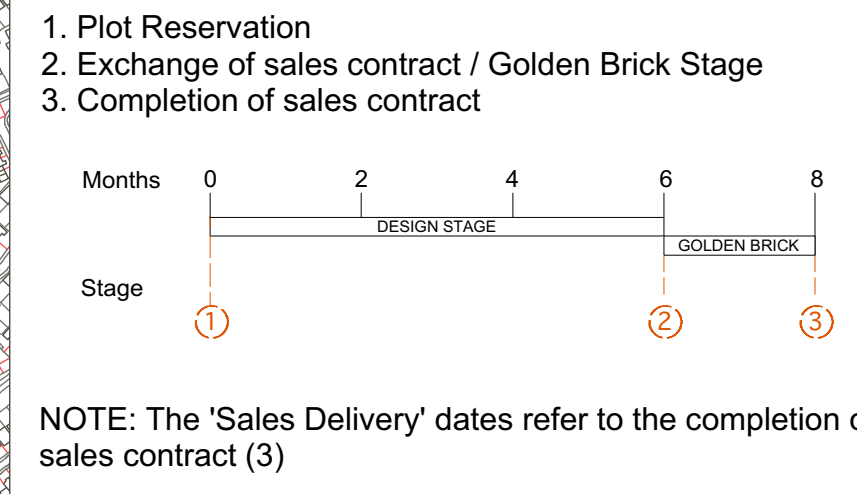 1. Plot Reservation
2. Exchange of sales contract / Golden Brick Stage
3. Completion of sales contract
Months 0 2 4 6 8
DESIGN STAGE
GOLDEN BRICK
Stage
1 2 3
NOTE: The 'Sales Delivery' dates refer to the completion
sales contract (3)